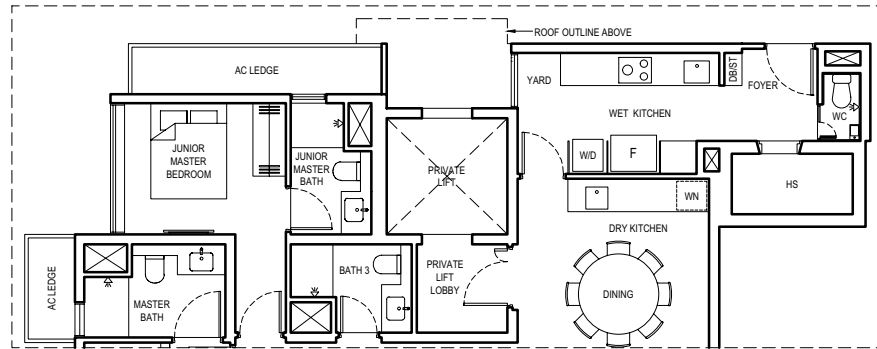 ROOF OUTLINE ABOVE
AC LEDGE
YARD
DB/ST
FOYER
WET KITCHEN
WC
JUNIOR
MASTER
BEDROOM
JUNIOR
MASTER
BATH
PRIVATE
LIFT
W/D
F
HS
WN
DRY KITCHEN
AC LEDGE
MASTER
BATH
BATH 3
PRIVATE
LIFT
LOBBY
DINING